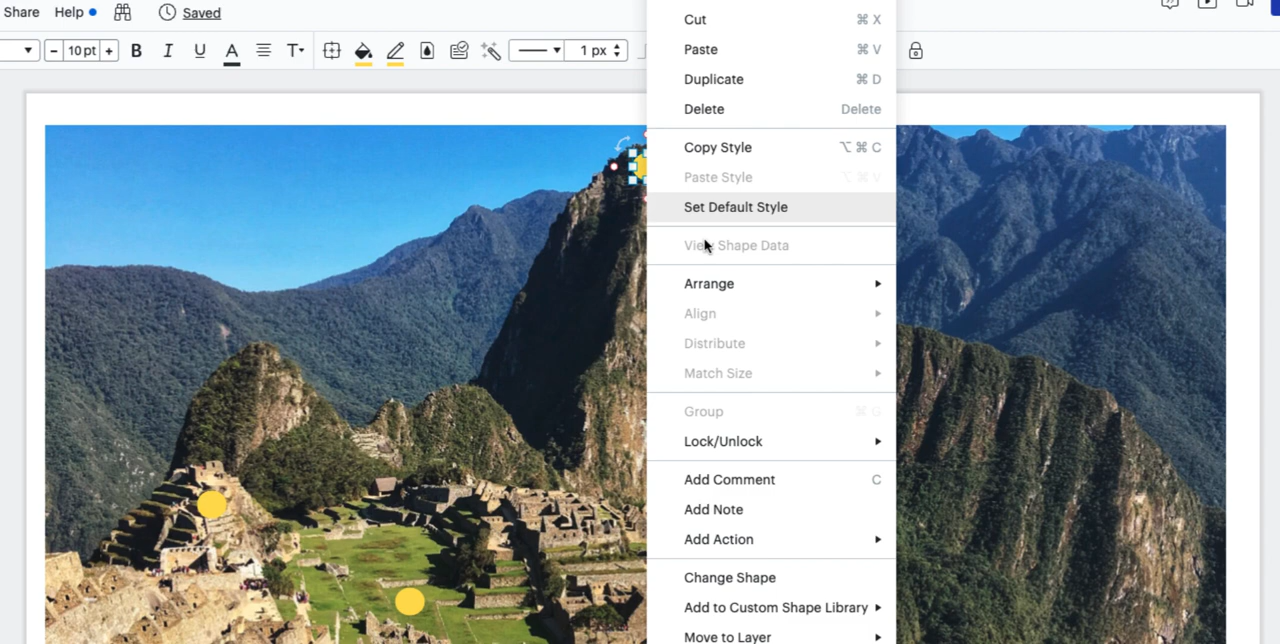 Share Help Saved
10 pt B I U A T 1 px
Cut ⌘ X
Paste ⌘ V
Duplicate ⌘ D
Delete Delete
Copy Style ⌥ ⌘ C
Paste Style ⌥ ⌘ V
Set Default Style
View Shape Data
Arrange
Align
Distribute
Match Size
Group ⌘ G
Lock/Unlock
Add Comment C
Add Note
Add Action
Change Shape
Add to Custom Shape Library
Move to Layer